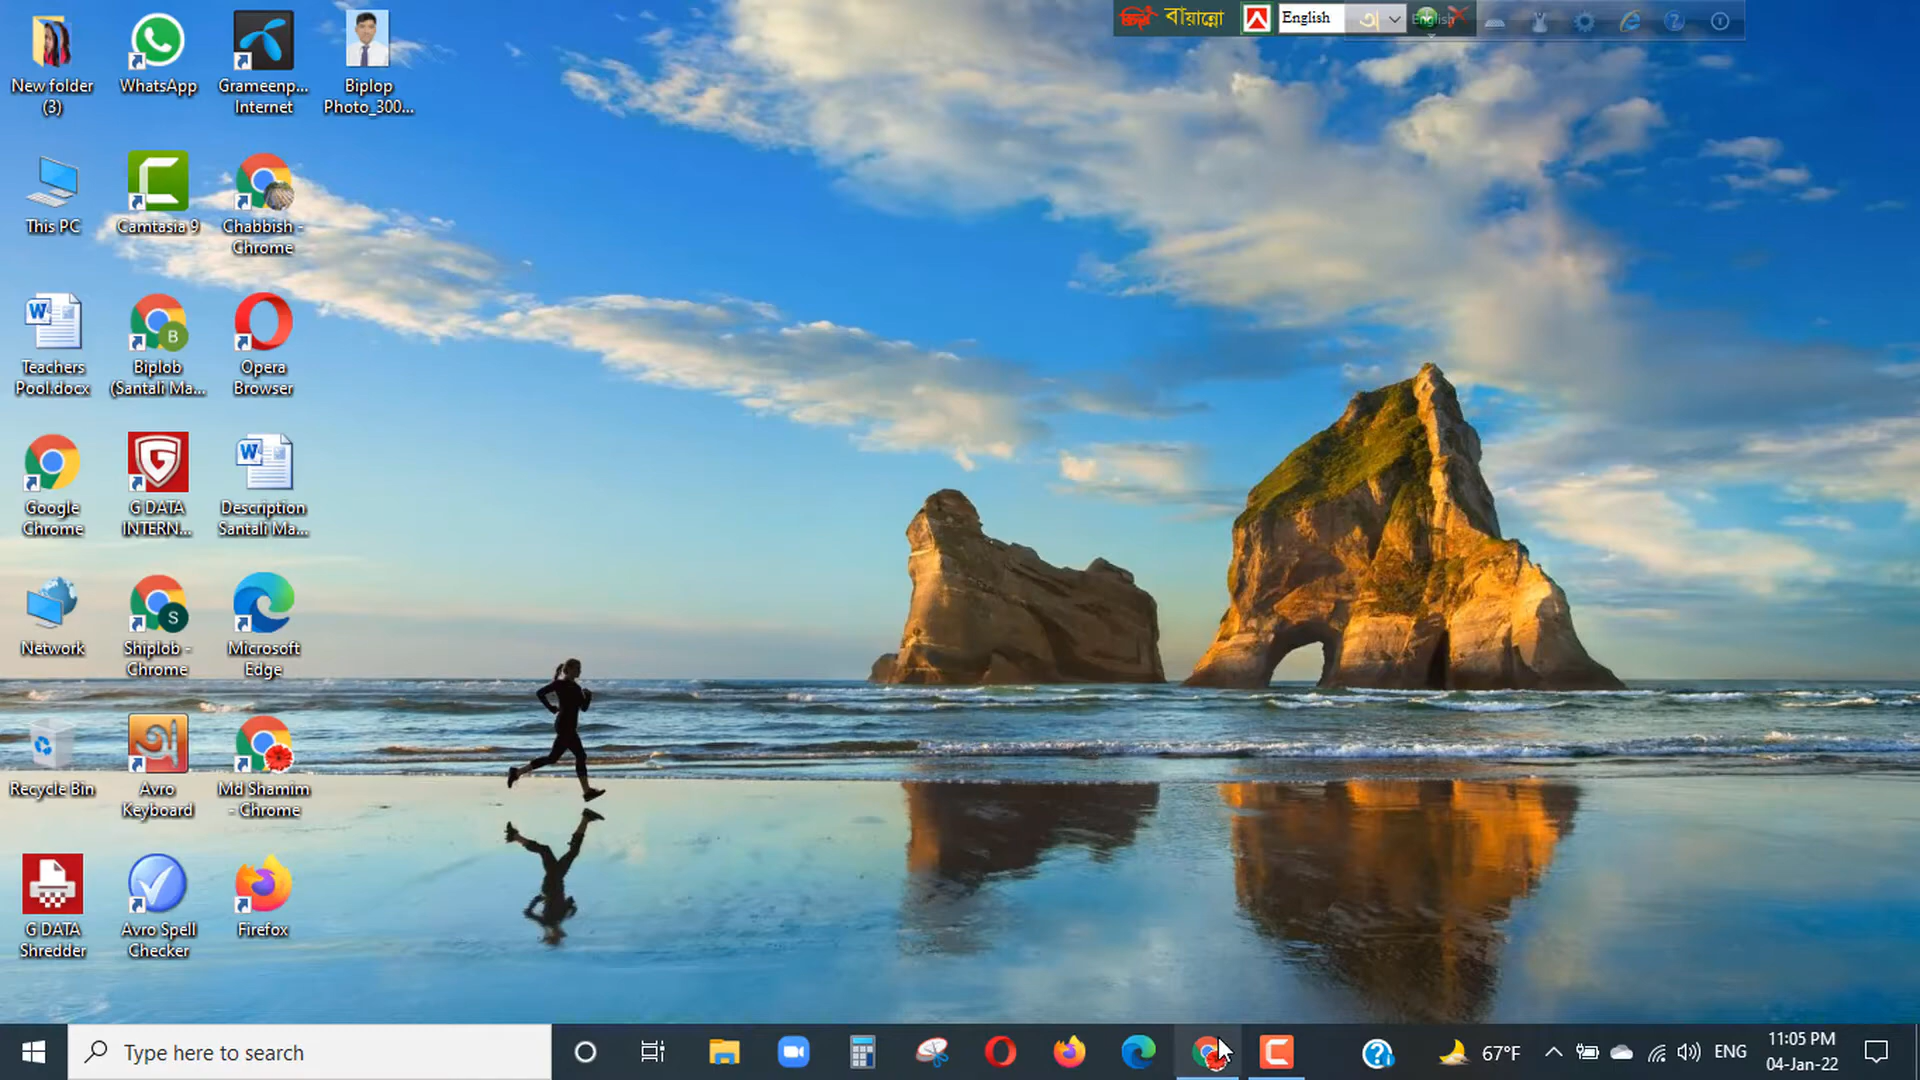 New folder
(3)
WhatsApp
Grameenp...
Internet
Biplop
Photo_300...
বায়ান্নো
English
অ
English
This PC
Camtasia 9
Chabbish -
Chrome
Teachers
Pool.docx
Biplob
(Santali Ma...
Opera
Browser
Google
Chrome
G DATA
INTERN...
Description
Santali Ma...
Network
Shiplob -
Chrome
Microsoft
Edge
Recycle Bin
Avro
Keyboard
Md Shamim
- Chrome
G DATA
Shredder
Avro Spell
Checker
Firefox
Type here to search
67°F
ENG
11:05 PM
04-Jan-22